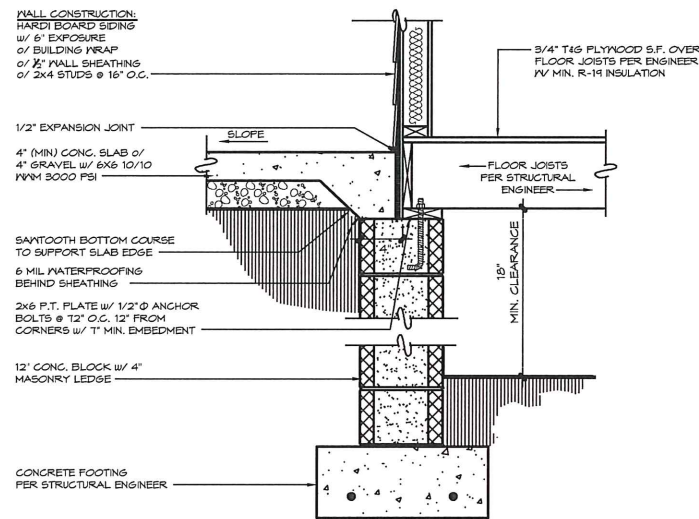 WALL CONSTRUCTION:
HARDI BOARD SIDING
w/ 6" EXPOSURE
o/ BUILDING WRAP
o/ ½" WALL SHEATHING
o/ 2x4 STUDS @ 16" O.C.
3/4" T&G PLYWOOD S.F. OVER
FLOOR JOISTS PER ENGINEER
W/ MIN. R-19 INSULATION
1/2" EXPANSION JOINT
SLOPE
4" (MIN) CONC. SLAB o/
4" GRAVEL w/ 6X6 10/10
WWM 3000 PSI
FLOOR JOISTS
PER STRUCTURAL
ENGINEER
SAWTOOTH BOTTOM COURSE
TO SUPPORT SLAB EDGE
4"
6 MIL WATERPROOFING
BEHIND SHEATHING
18"
MIN. CLEARANCE
2x6 P.T. PLATE w/ 1/2" Φ ANCHOR
BOLTS @ 72" O.C. 12" FROM
CORNERS w/ 7" MIN. EMBEDMENT
12" CONC. BLOCK w/ 4"
MASONRY LEDGE
CONCRETE FOOTING
PER STRUCTURAL ENGINEER